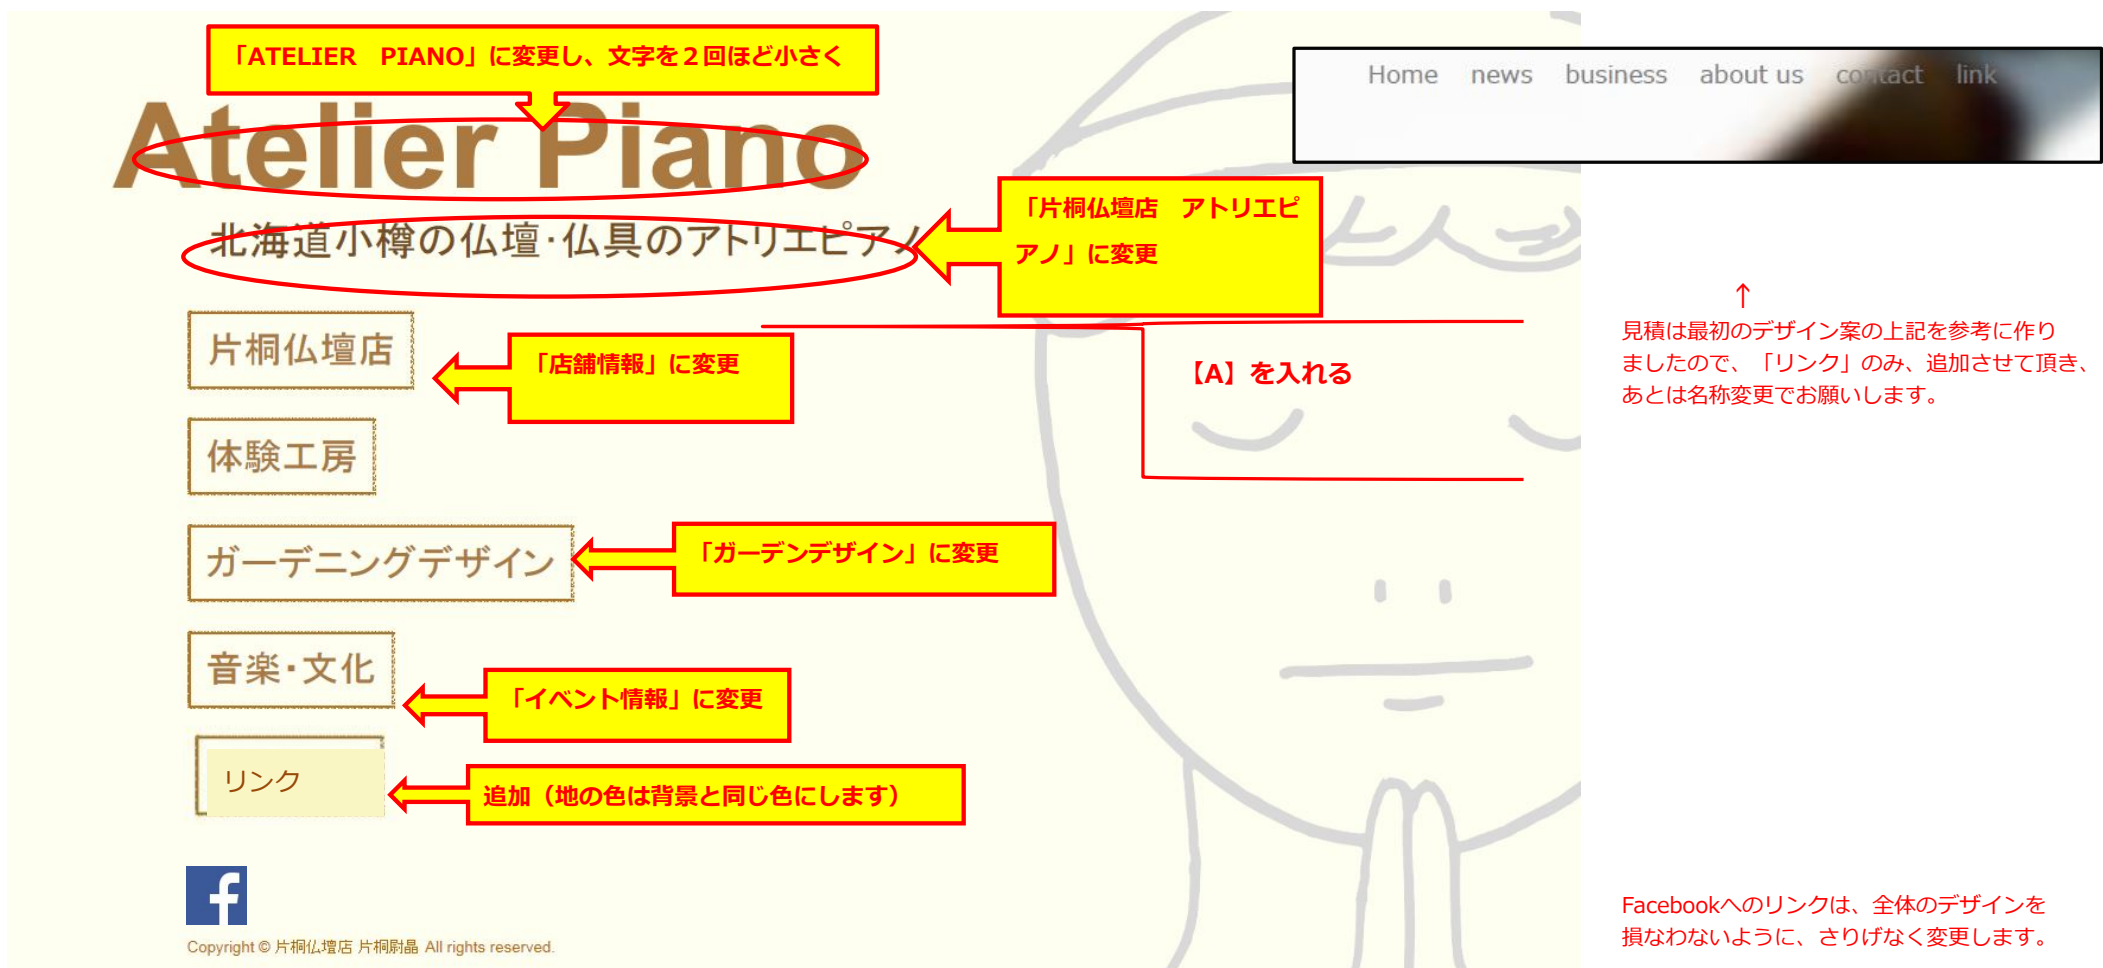 「ATELIER　PIANO」に変更し、文字を２回ほど小さく
Home news business about us contact link
Atelier Piano
「片桐仏壇店　アトリエピ
アノ」に変更
北海道小樽の仏壇・仏具のアトリエピアノ
↑
見積は最初のデザイン案の上記を参考に作り
ましたので、「リンク」のみ、追加させて頂き、
あとは名称変更でお願いします。
片桐仏壇店
「店舗情報」に変更
【A】を入れる
体験工房
ガーデニングデザイン
「ガーデンデザイン」に変更
音楽・文化
「イベント情報」に変更
リンク
追加（地の色は背景と同じ色にします）
f
Facebookへのリンクは、全体のデザインを
損なわないように、さりげなく変更します。
Copyright © 片桐仏壇店 片桐尉晶 All rights reserved.